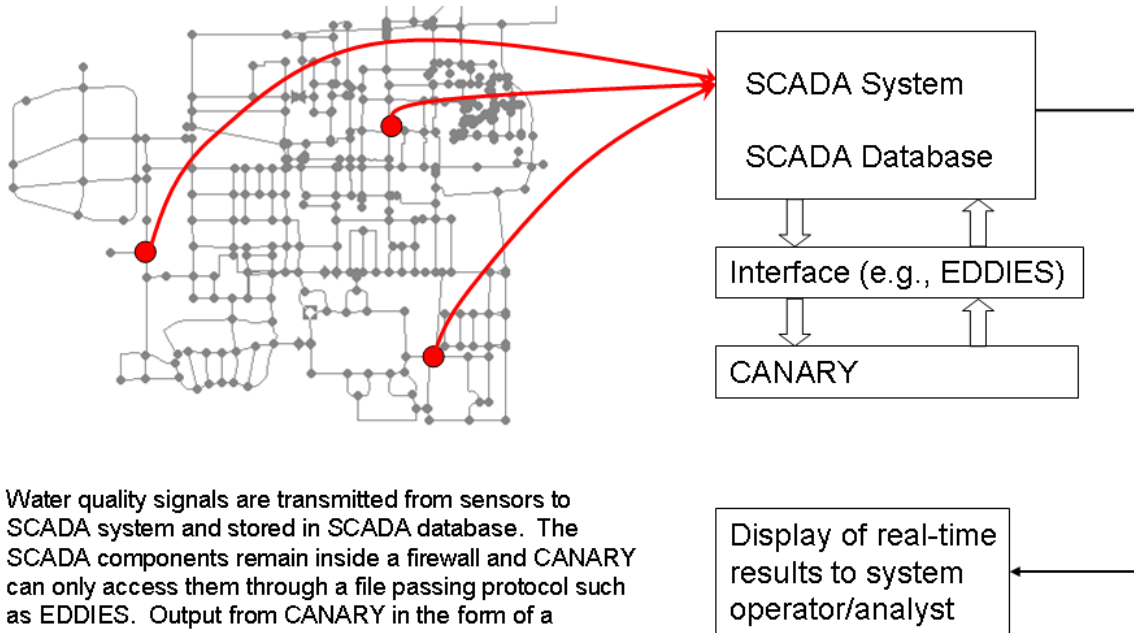 SCADA System
SCADA Database
Interface (e.g., EDDIES)
CANARY
Water quality signals are transmitted from sensors to
SCADA system and stored in SCADA database. The
SCADA components remain inside a firewall and CANARY
can only access them through a file passing protocol such
as EDDIES. Output from CANARY in the form of a
Display of real-time
results to system
operator/analyst